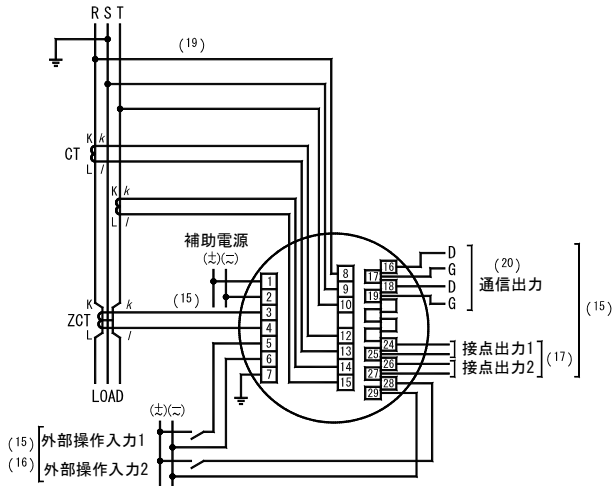 R S T
(19)
K k
CT
L l
K k
L l
補助電源
(±)(∓)
(15)
K k
ZCT
L l
LOAD
1
2
3
4
5
6
7
8
9
10
12
13
14
15
16
17
18
19
24
25
26
27
28
29
D
G
D
G
(20)
通信出力
(15)
接点出力1
接点出力2
(17)
(±)(∓)
(15)
(16)
外部操作入力1
外部操作入力2